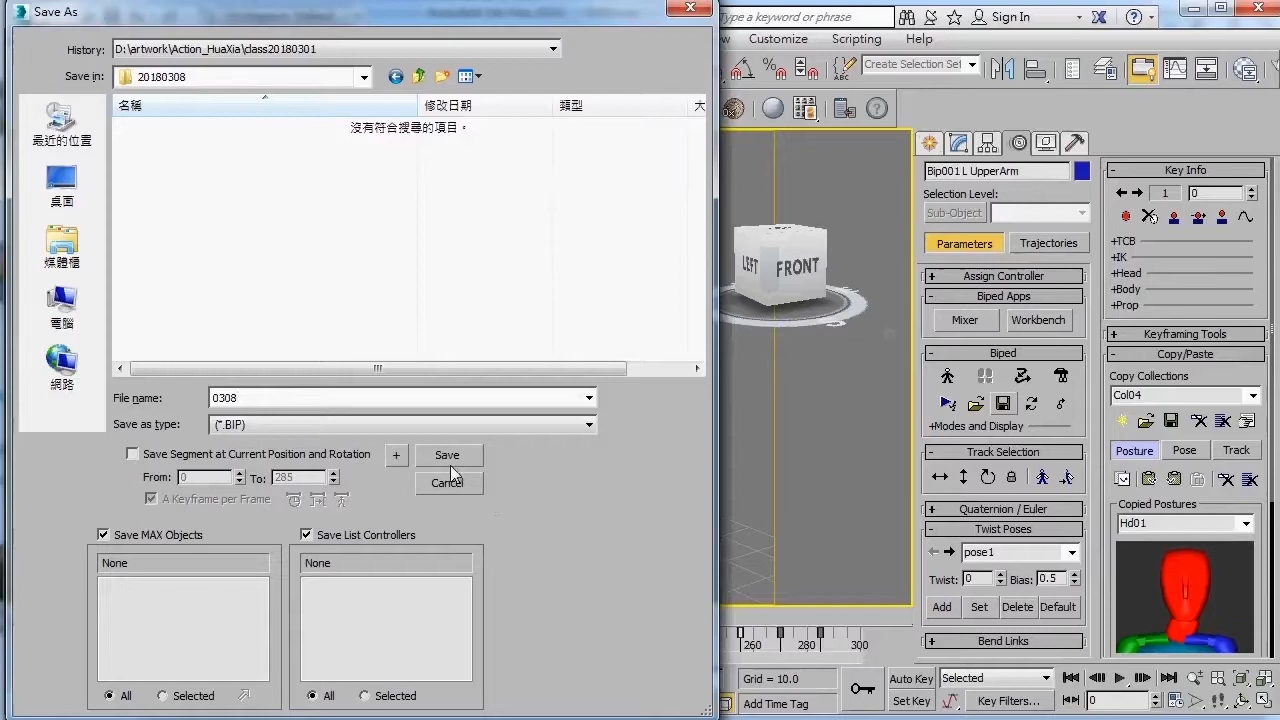 Save As
History:
D:\artwork\Action_HuaXia\class20180301
Save in:
20180308
名稱
修改日期
類型
大
沒有符合搜尋的項目。
最近的位置
桌面
媒體櫃
電腦
網路
File name:
0308
Save as type:
(*.BIP)
Save Segment at Current Position and Rotation
+
Save
From:
0
To:
285
Cancel
A Keyframe per Frame
Save MAX Objects
Save List Controllers
None
None
All
Selected
All
Selected
Type a keyword or phrase
Sign In
Customize
Scripting
Help
Create Selection Set
LEFT
FRONT
260
280
300
Grid = 10.0
Add Time Tag
Auto Key
Selected
Set Key
Key Filters...
0
Bip001 L UpperArm
Selection Level:
Sub-Object
Parameters
Trajectories
+ Assign Controller
- Biped Apps
Mixer
Workbench
- Biped
+Modes and Display
- Track Selection
+ Quaternion / Euler
- Twist Poses
pose1
Twist: 0
Bias: 0.5
Add
Set
Delete
Default
+ Bend Links
- Key Info
1
0
+TCB
+IK
+Head
+Body
+Prop
+ Keyframing Tools
- Copy/Paste
Copy Collections
Col04
Posture
Pose
Track
Copied Postures
Hd01